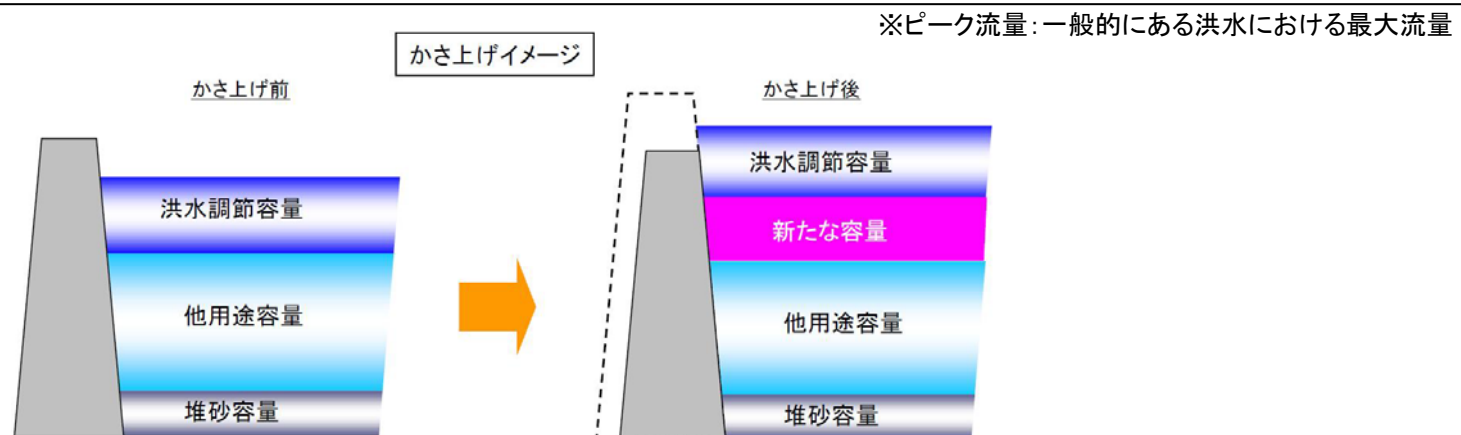 ※ピーク流量：一般的にある洪水における最大流量
かさ上げイメージ
かさ上げ前
洪水調節容量
他用途容量
堆砂容量
かさ上げ後
洪水調節容量
新たな容量
他用途容量
堆砂容量